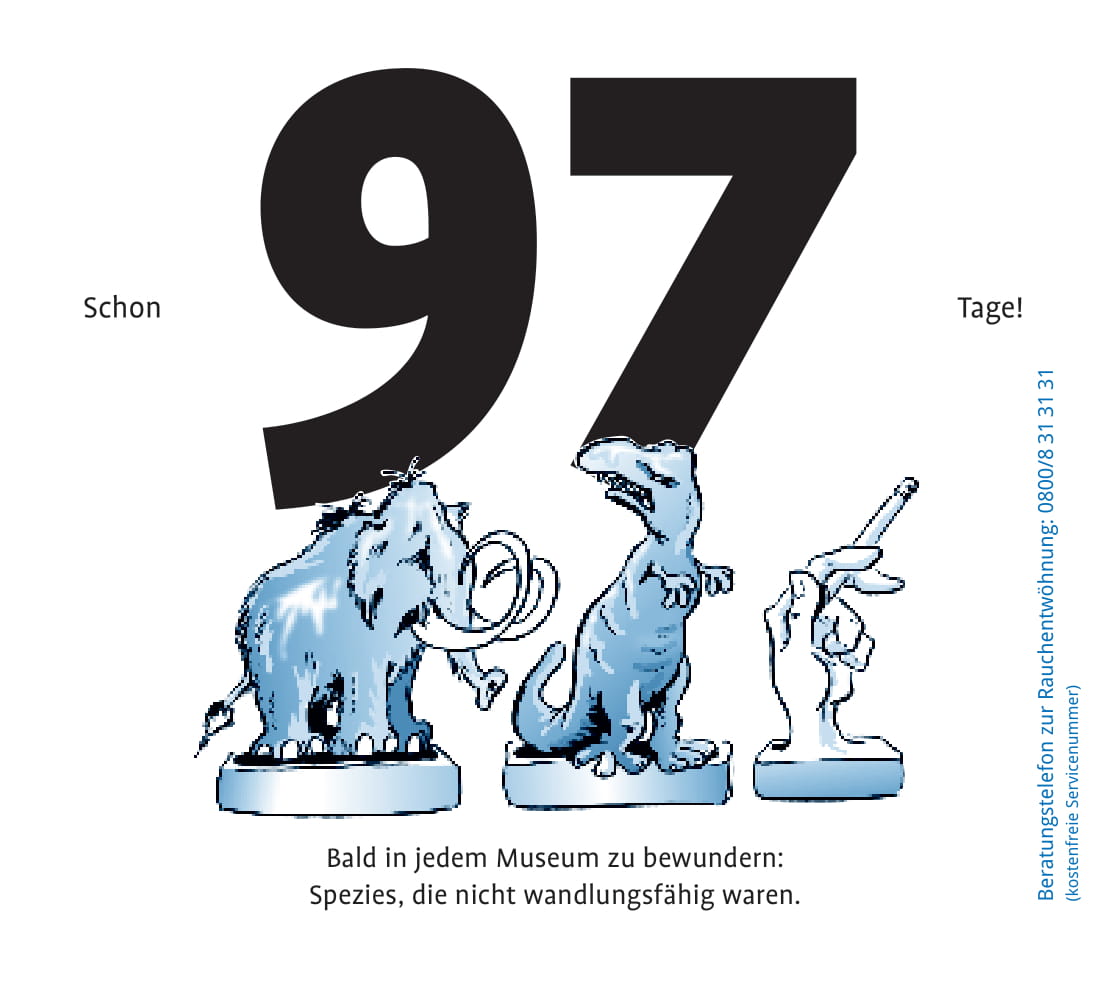 97
Schon
Tage!
Bald in jedem Museum zu bewundern:
Spezies, die nicht wandlungsfähig waren.
Beratungstelefon zur Rauchentwöhnung: 0800/8 31 31 31
(kostenfreie Servicenummer)